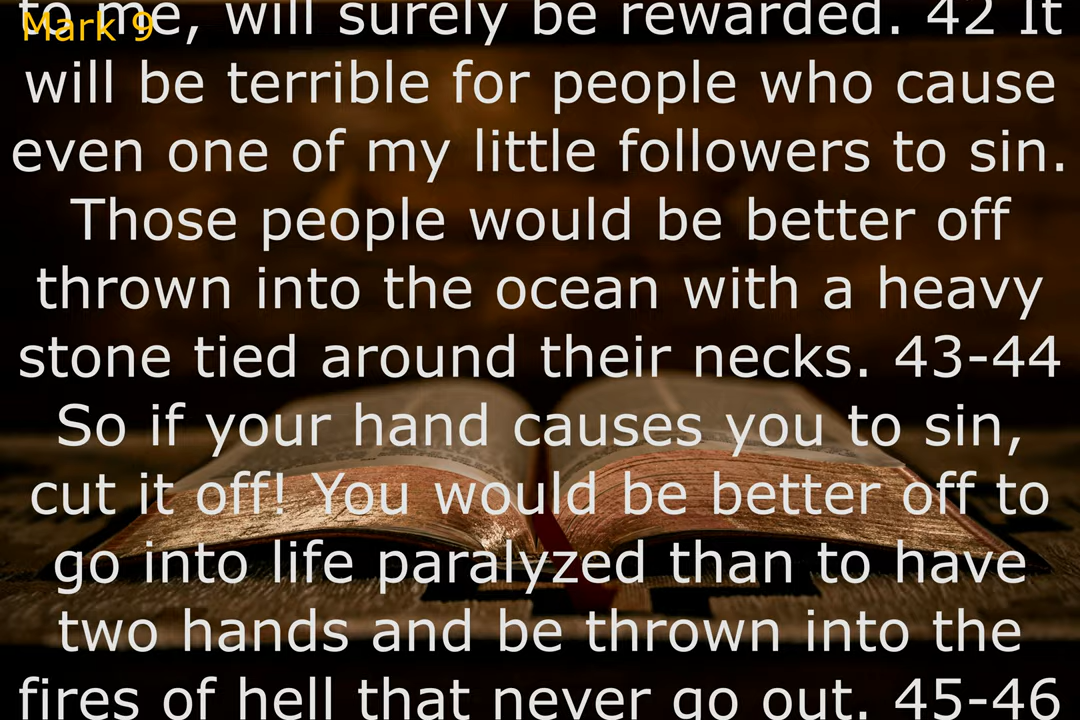 to me, will surely be rewarded. 42 It
Mark 9
will be terrible for people who cause
even one of my little followers to sin.
Those people would be better off
thrown into the ocean with a heavy
stone tied around their necks. 43-44
So if your hand causes you to sin,
cut it off! You would be better off to
go into life paralyzed than to have
two hands and be thrown into the
fires of hell that never go out. 45-46